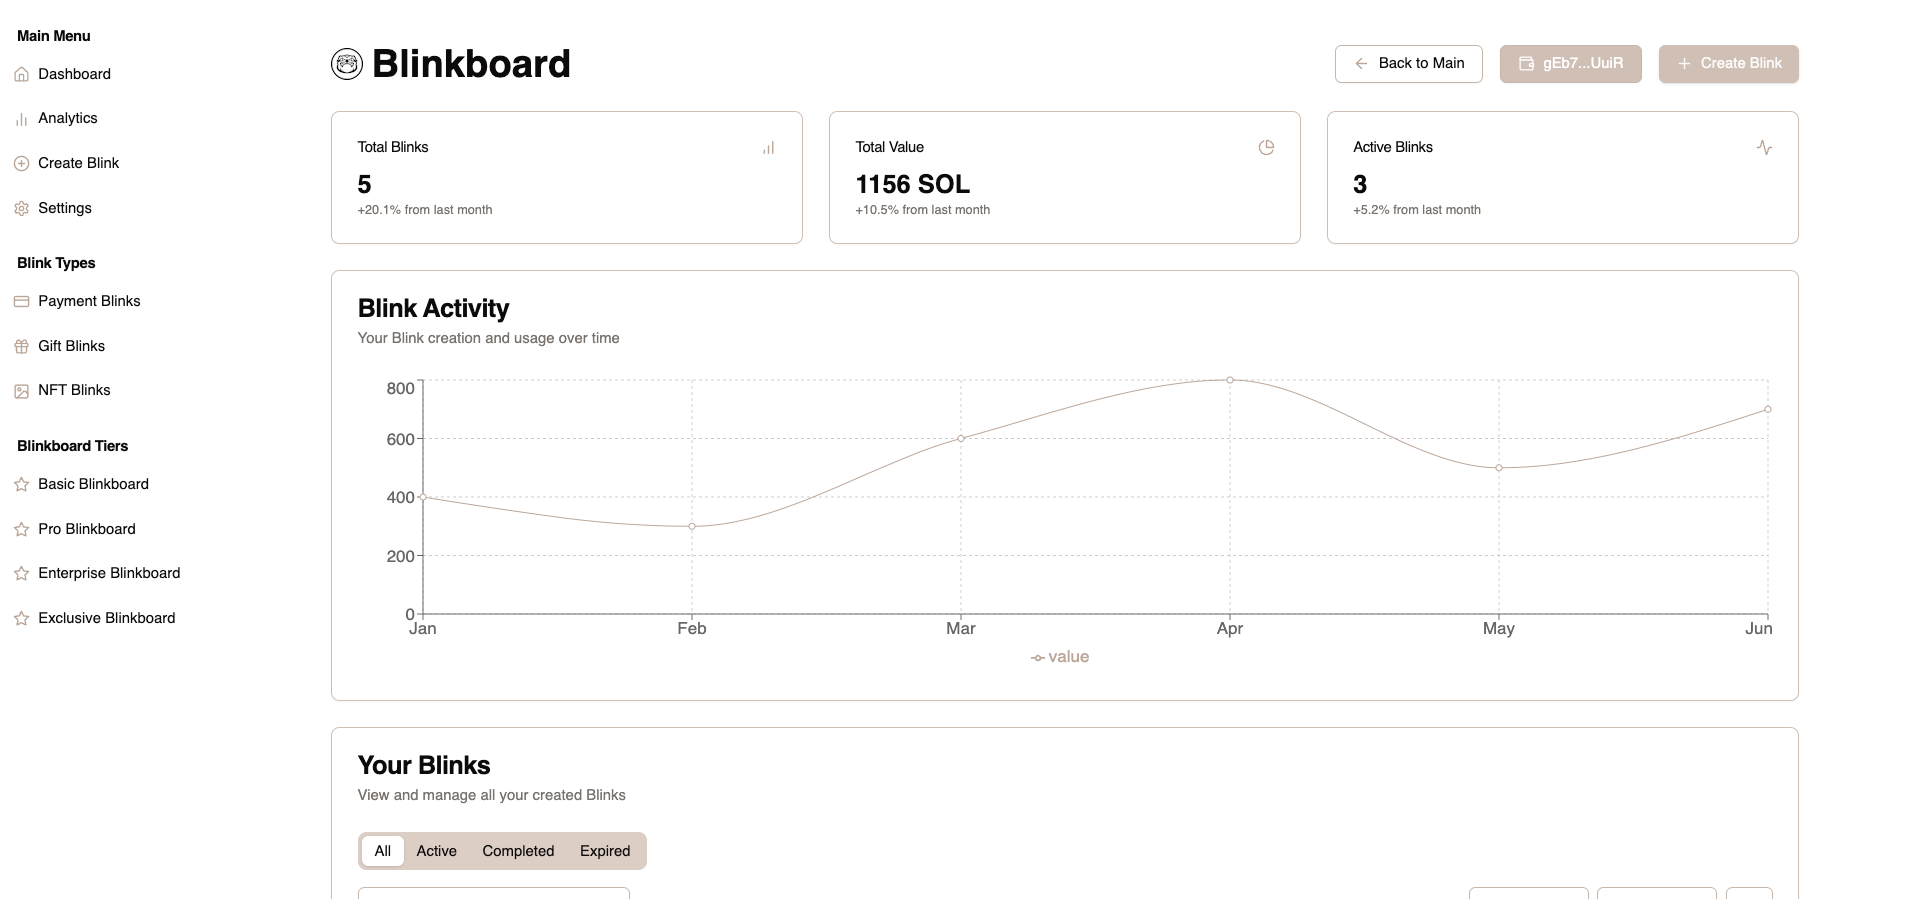 Main Menu
Dashboard
Analytics
Create Blink
Settings
Blink Types
Payment Blinks
Gift Blinks
NFT Blinks
Blinkboard Tiers
Basic Blinkboard
Pro Blinkboard
Enterprise Blinkboard
Exclusive Blinkboard
Blinkboard
Back to Main
gEb7...UuiR
Create Blink
Total Blinks
5
+20.1% from last month
Total Value
1156 SOL
+10.5% from last month
Active Blinks
3
+5.2% from last month
Blink Activity
Your Blink creation and usage over time
800
600
400
200
0
Jan Feb Mar Apr May Jun
value
Your Blinks
View and manage all your created Blinks
All Active Completed Expired